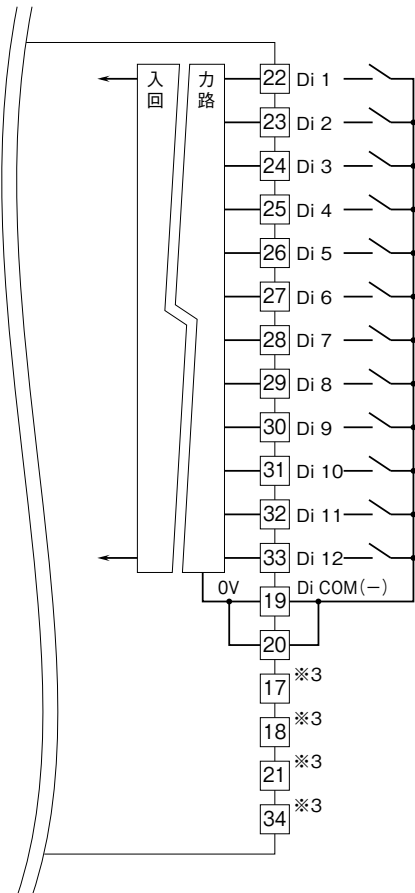 入力
回路
22 Di 1
23 Di 2
24 Di 3
25 Di 4
26 Di 5
27 Di 6
28 Di 7
29 Di 8
30 Di 9
31 Di 10
32 Di 11
33 Di 12
0V 19 Di COM(−)
20
17 ※3
18 ※3
21 ※3
34 ※3